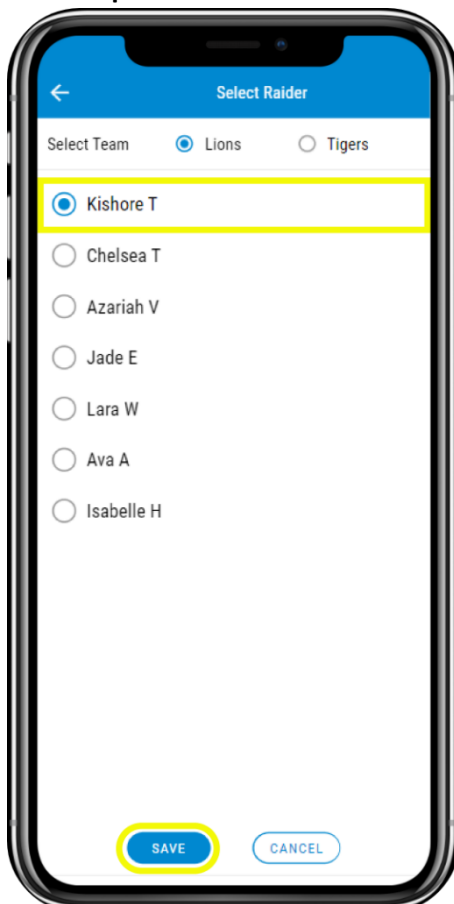 Select Raider
Select Team Lions Tigers
Kishore T
Chelsea T
Azariah V
Jade E
Lara W
Ava A
Isabelle H
SAVE CANCEL